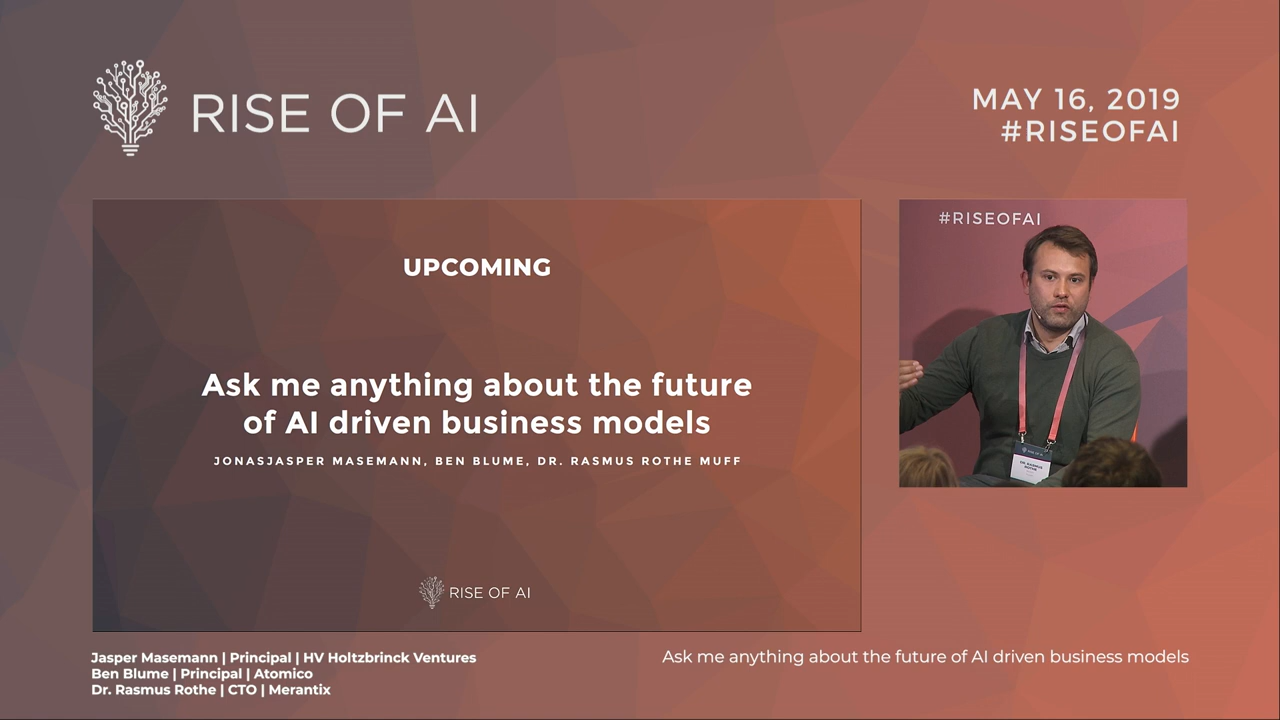 RISE OF AI
MAY 16, 2019
#RISEOFAI
UPCOMING
Ask me anything about the future
of AI driven business models
JONASJASPER MASEMANN, BEN BLUME, DR. RASMUS ROTHE MUFF
RISE OF AI
#RISEOFAI
DR. RASMUS
ROTHE
Jasper Masemann | Principal | HV Holtzbrinck Ventures
Ben Blume | Principal | Atomico
Dr. Rasmus Rothe | CTO | Merantix
Ask me anything about the future of AI driven business models